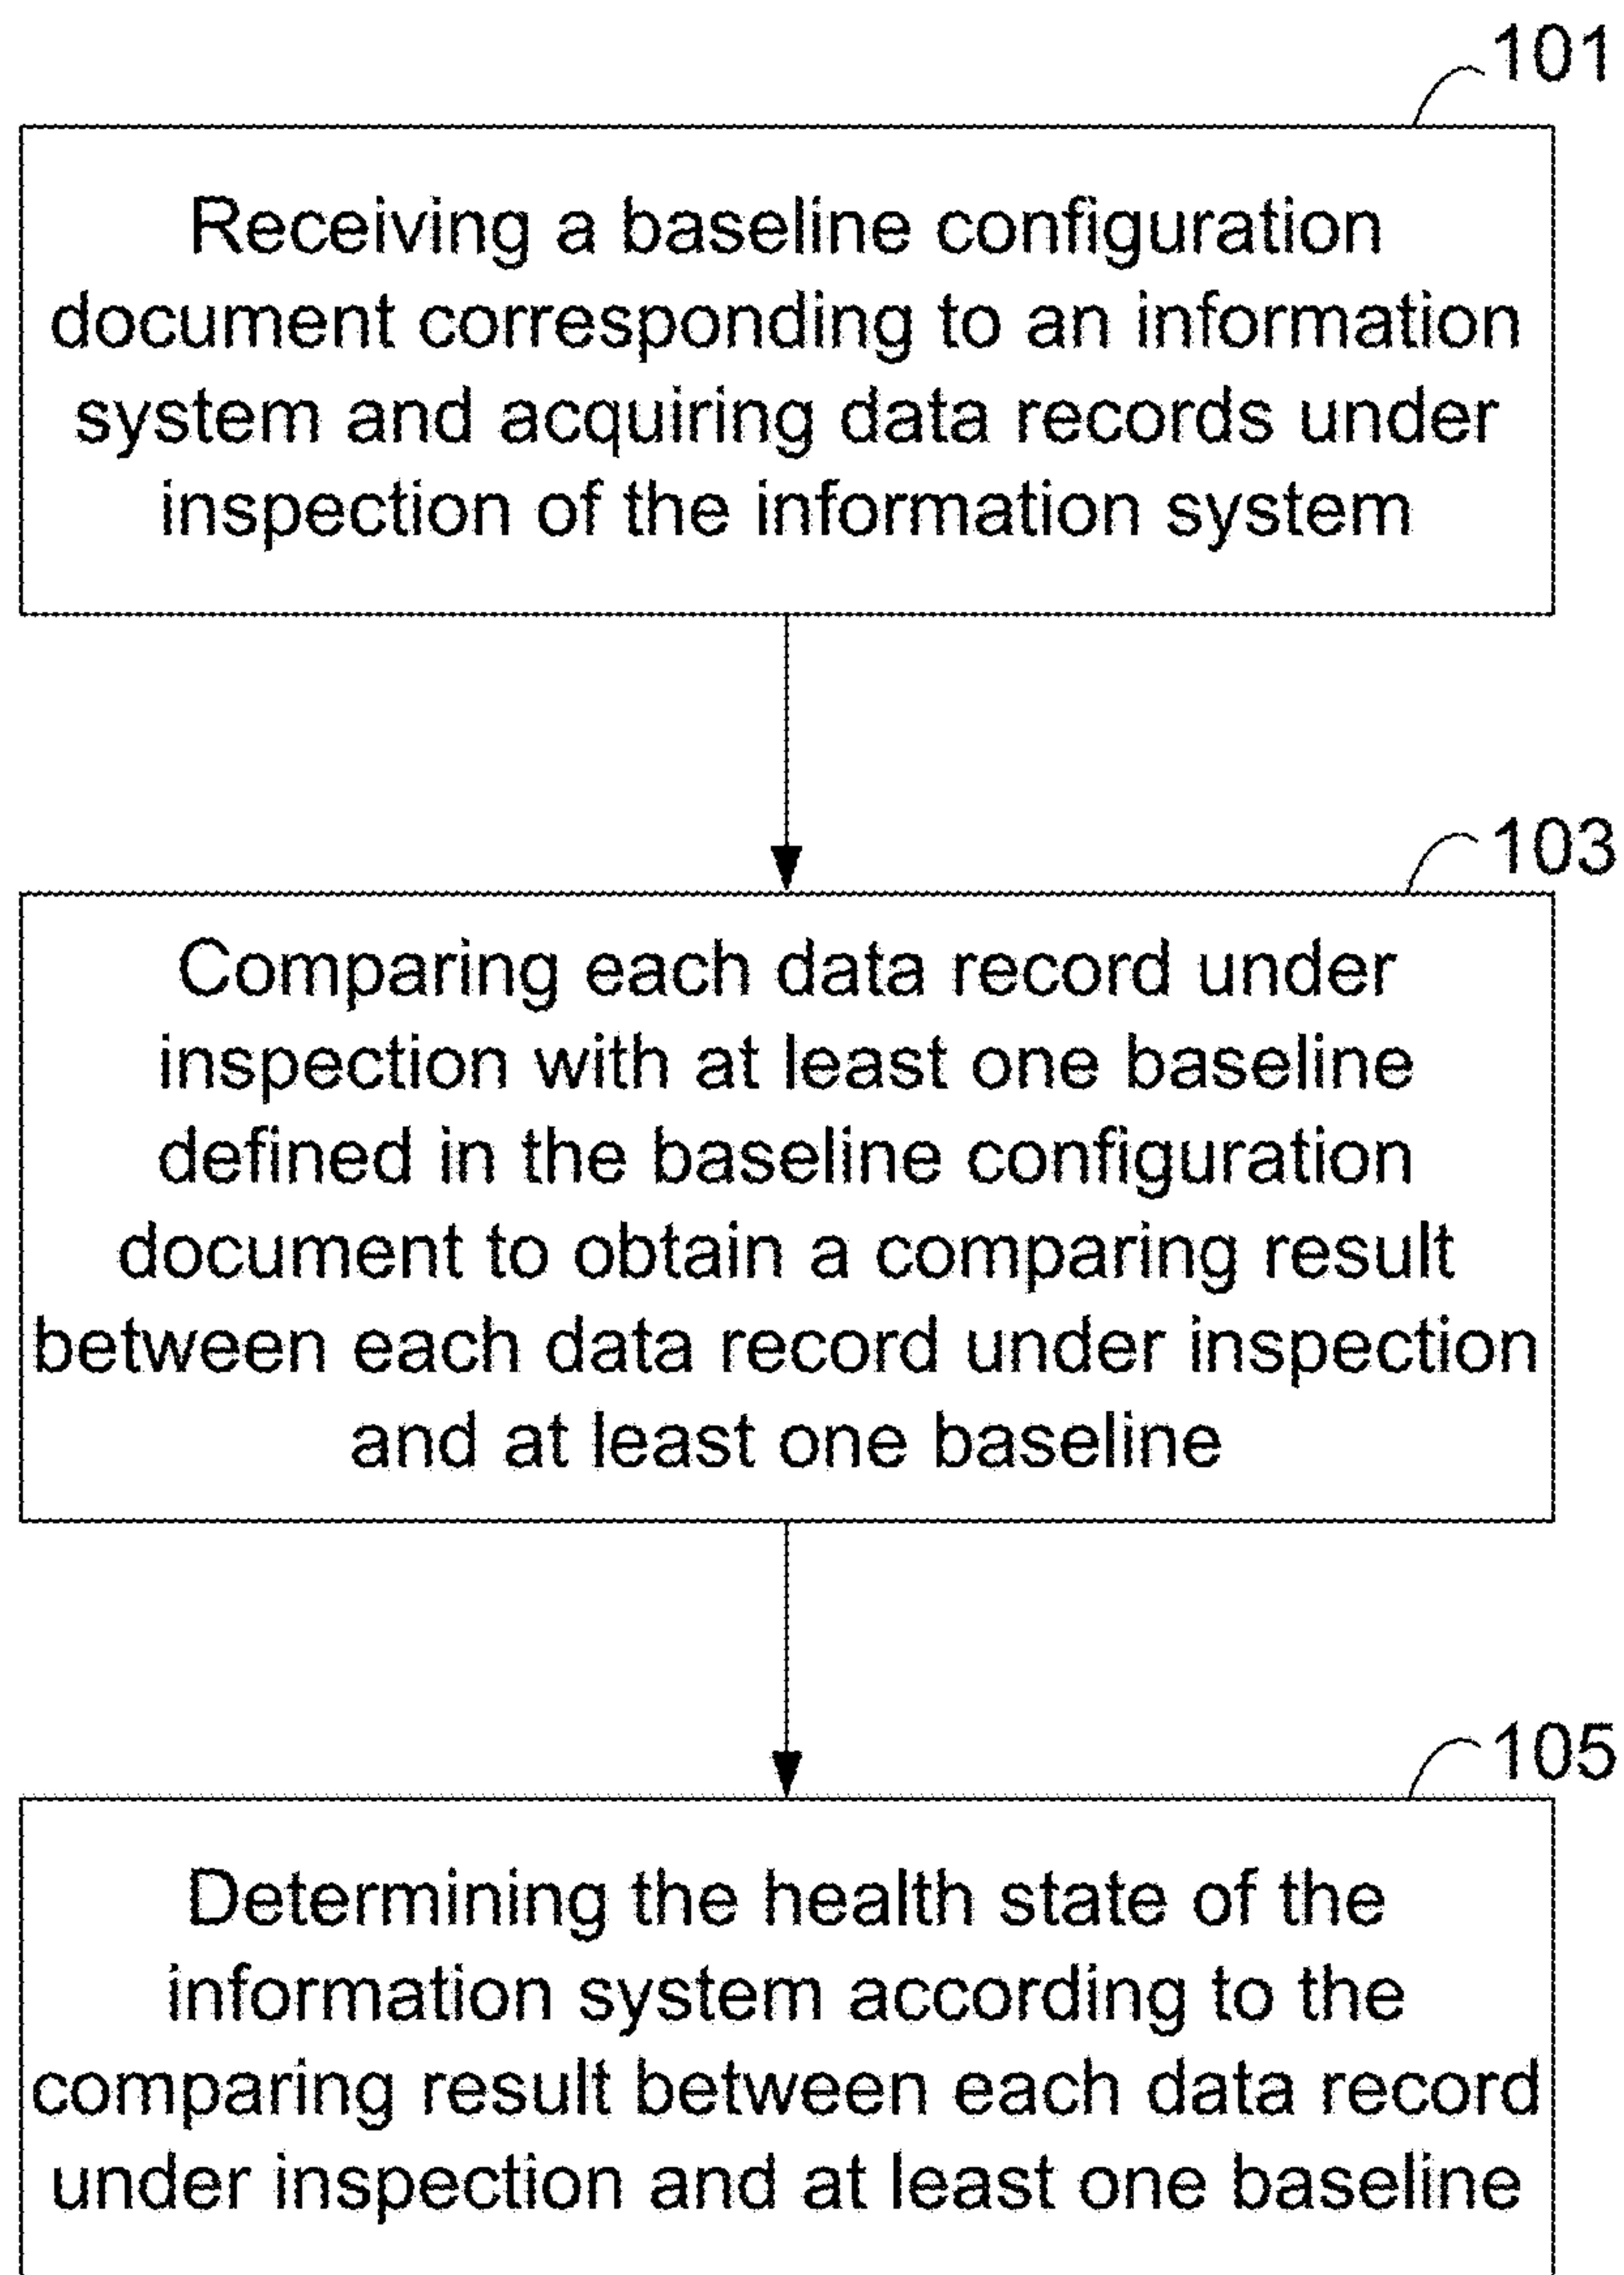 101
Receiving a baseline configuration
document corresponding to an information
system and acquiring data records under
inspection of the information system
103
Comparing each data record under
inspection with at least one baseline
defined in the baseline configuration
document to obtain a comparing result
between each data record under inspection
and at least one baseline
105
Determining the health state of the
information system according to the
comparing result between each data record
under inspection and at least one baseline